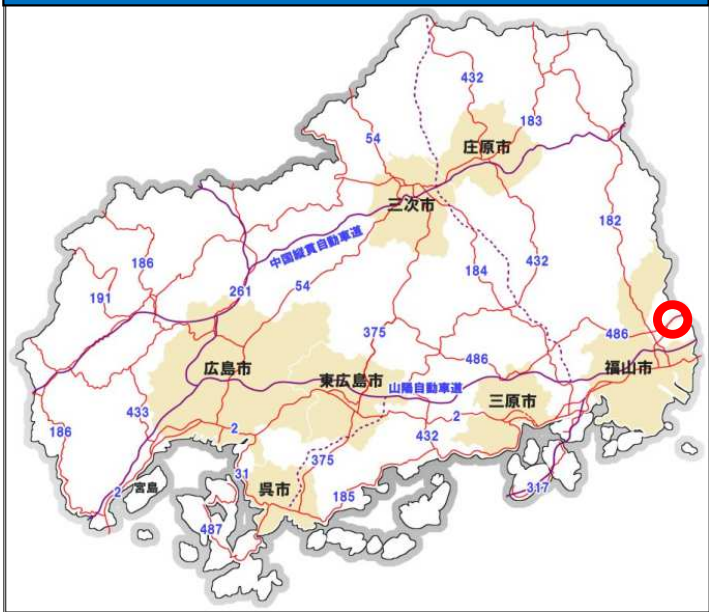 432
54
183
庄原市
三次市
182
中国縦貫自動車道
186
184
432
191
261
54
375
486
486
広島市
東広島市
山陽自動車道
福山市
三原市
433
2
186
2
432
375
31
185
2
宮島
呉市
317
487